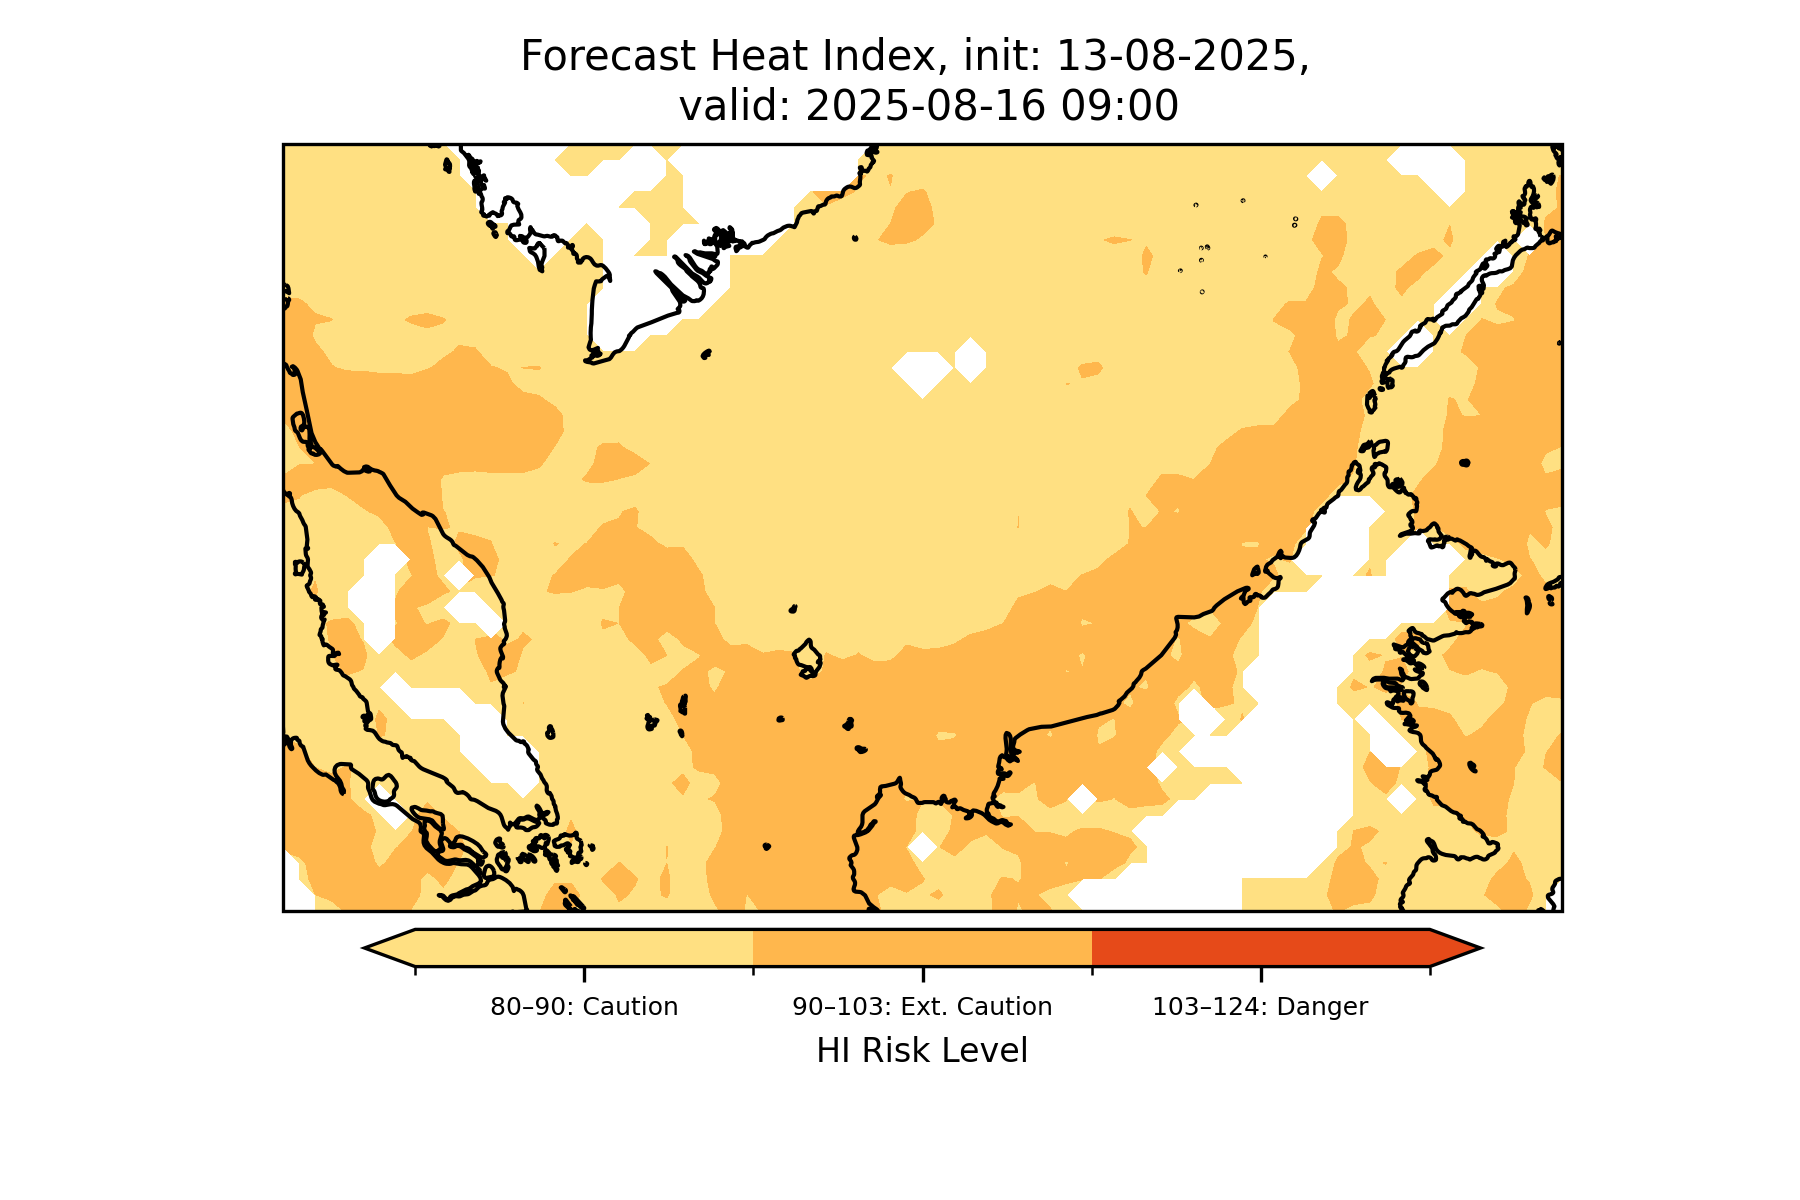 Forecast Heat Index, init: 13-08-2025,
valid: 2025-08-16 09:00
80–90: Caution
90–103: Ext. Caution
103–124: Danger
HI Risk Level